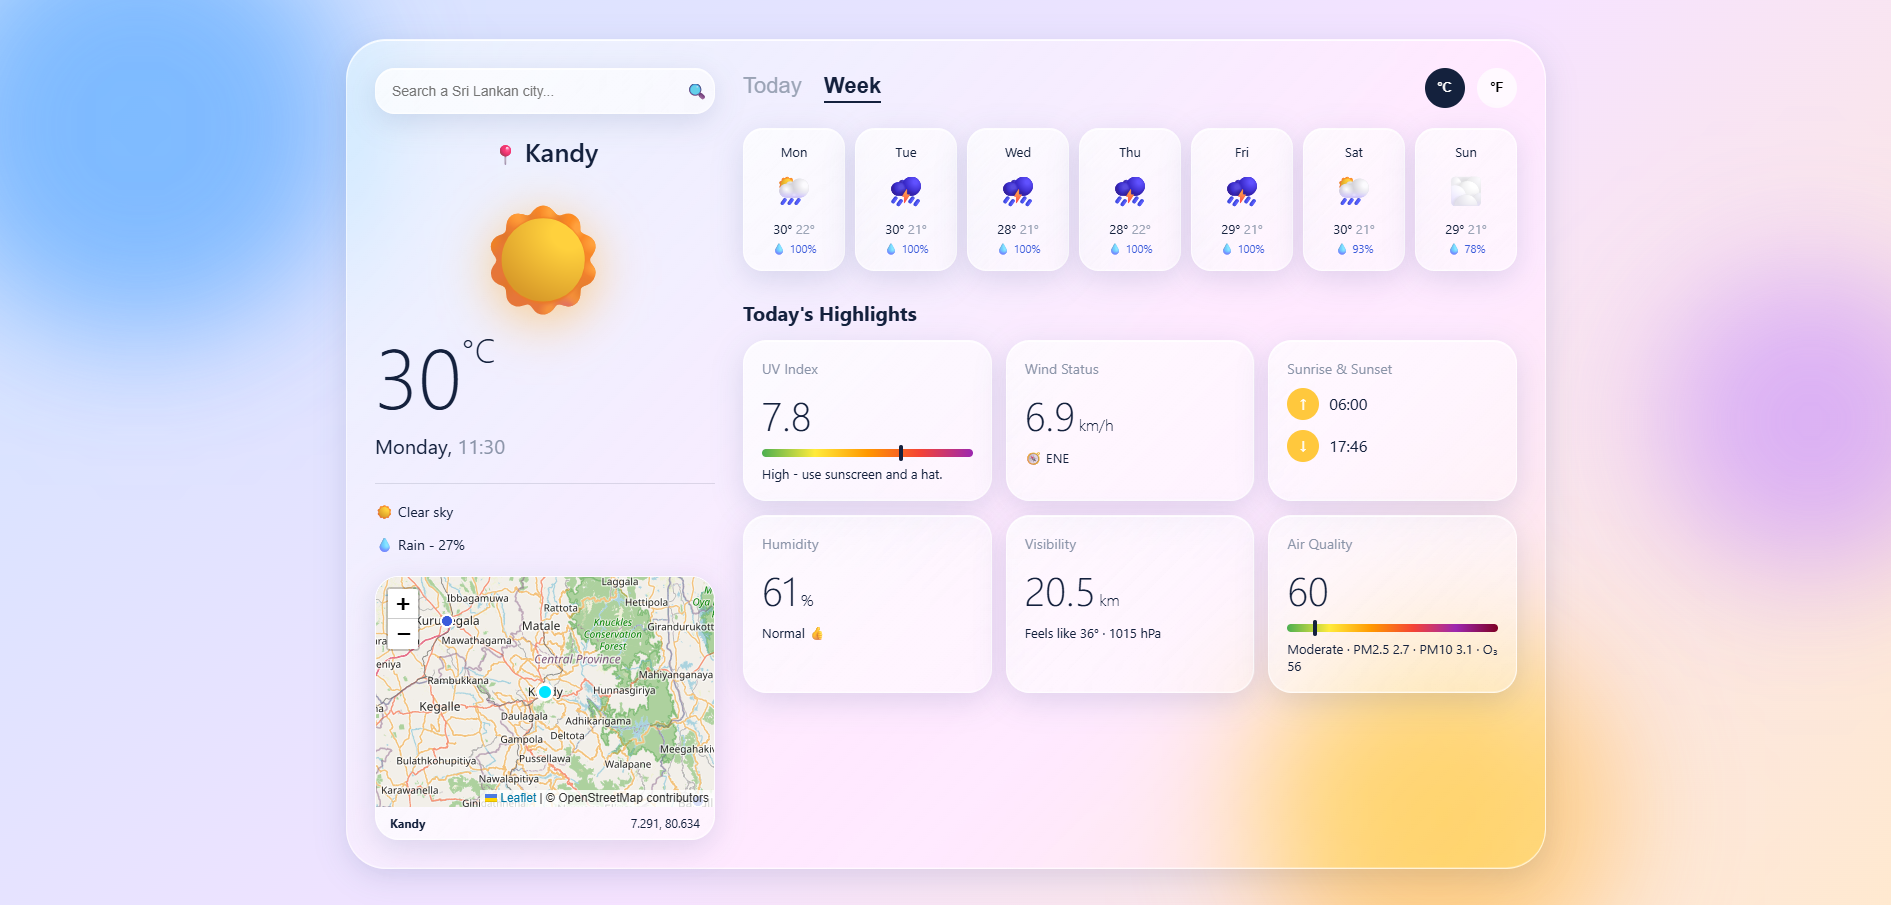 Search a Sri Lankan city...
Kandy
30°C
Monday, 11:30
Clear sky
Rain - 27%
+
−
Laggala
Ibbagamuwa
Rattota
Hettipola
Oya
Matale
Knuckles
Conservation
Forest
Girandurukott
Mawathagama
Central Province
eniya
Mahiyanganaya
Rambukkana
Hunnasgiriya
Kegalle
Daulagala
Adhikarigama
Gampola
Deltota
Meegahakiv
Bulathkohupitiya
Pussellawa
Walapane
Nawalapitiya
Karawanella
Leaflet | © OpenStreetMap contributors
Kandy 7.291, 80.634
Today Week
°C °F
Mon Tue Wed Thu Fri Sat Sun
30° 22° 30° 21° 28° 21° 28° 22° 29° 21° 30° 21° 29° 21°
100% 100% 100% 100% 100% 93% 78%
Today's Highlights
UV Index
7.8
High - use sunscreen and a hat.
Wind Status
6.9 km/h
ENE
Sunrise & Sunset
↑ 06:00
↓ 17:46
Humidity
61 %
Normal
Visibility
20.5 km
Feels like 36° · 1015 hPa
Air Quality
60
Moderate · PM2.5 2.7 · PM10 3.1 · O₃
56